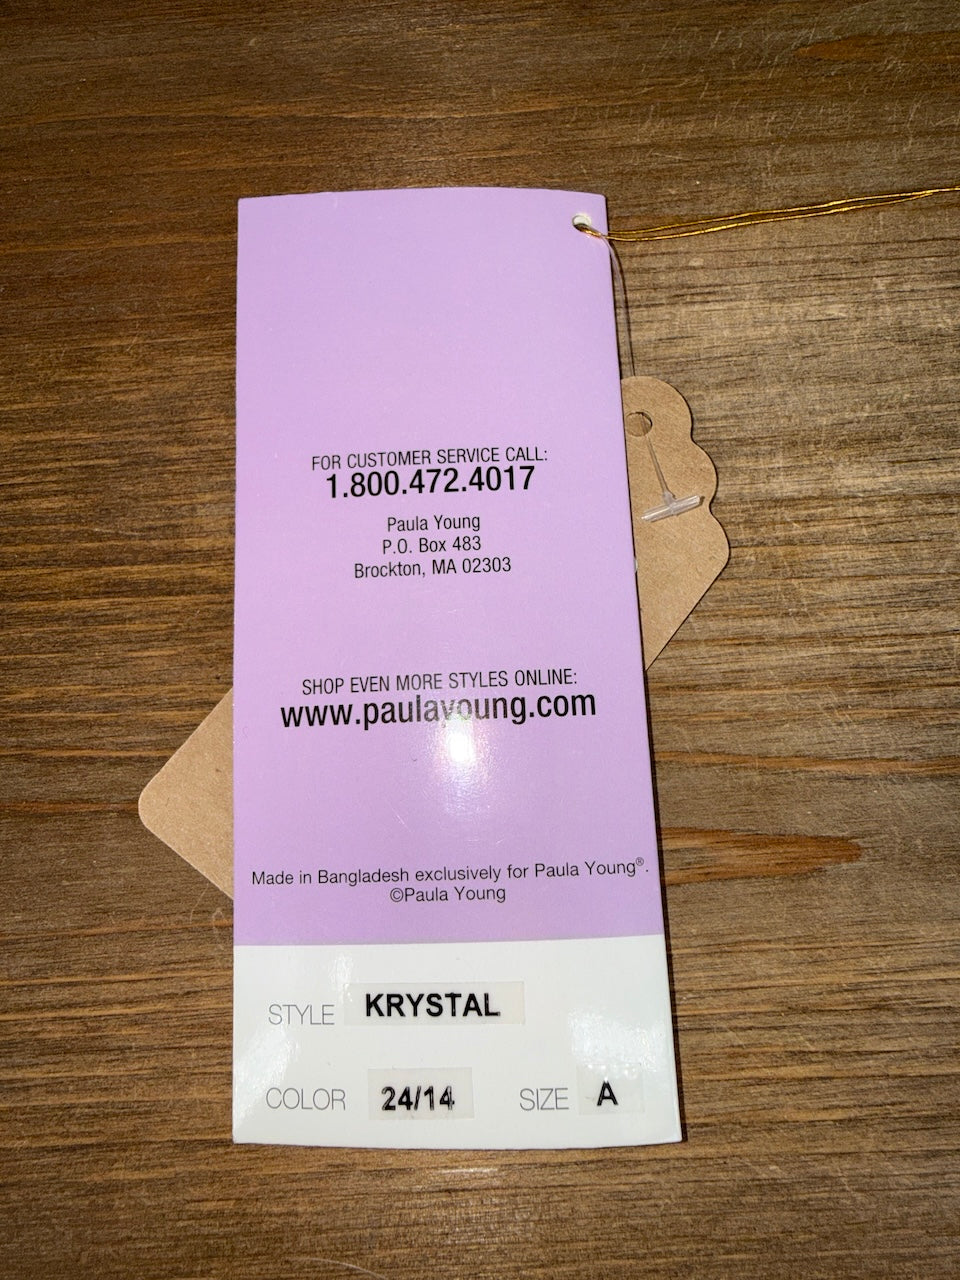 FOR CUSTOMER SERVICE CALL:
1.800.472.4017
Paula Young
P.O. Box 483
Brockton, MA 02303
SHOP EVEN MORE STYLES ONLINE:
www.paulayoung.com
Made in Bangladesh exclusively for Paula Young®.
©Paula Young
STYLE KRYSTAL
COLOR 24/14 SIZE A